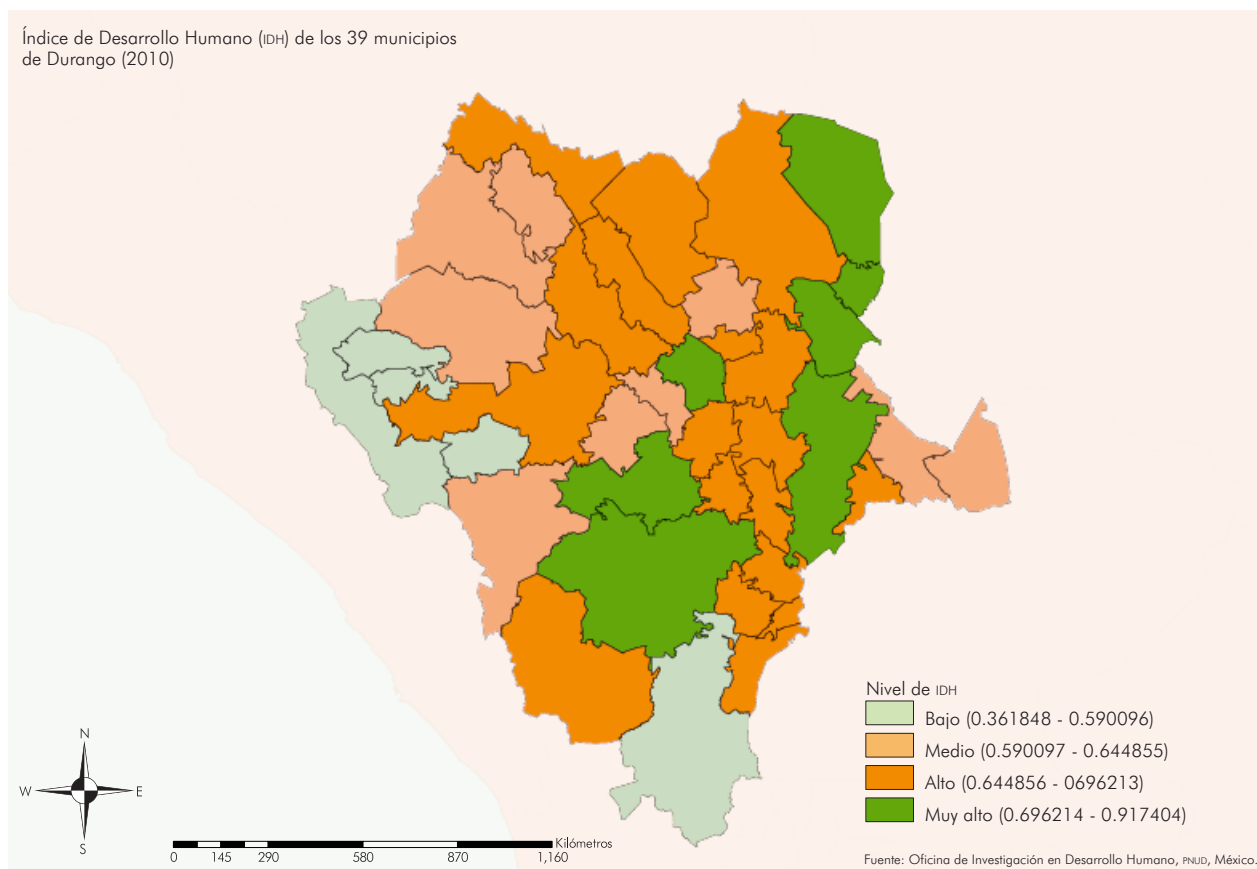 Índice de Desarrollo Humano (IDH) de los 39 municipios
de Durango (2010)
Nivel de IDH
Bajo (0.361848 - 0.590096)
Medio (0.590097 - 0.644855)
Alto (0.644856 - 0696213)
Muy alto (0.696214 - 0.917404)
N
W
E
S
Kilómetros
0 145 290 580 870 1,160
Fuente: Oficina de Investigación en Desarrollo Humano, PNUD, México.